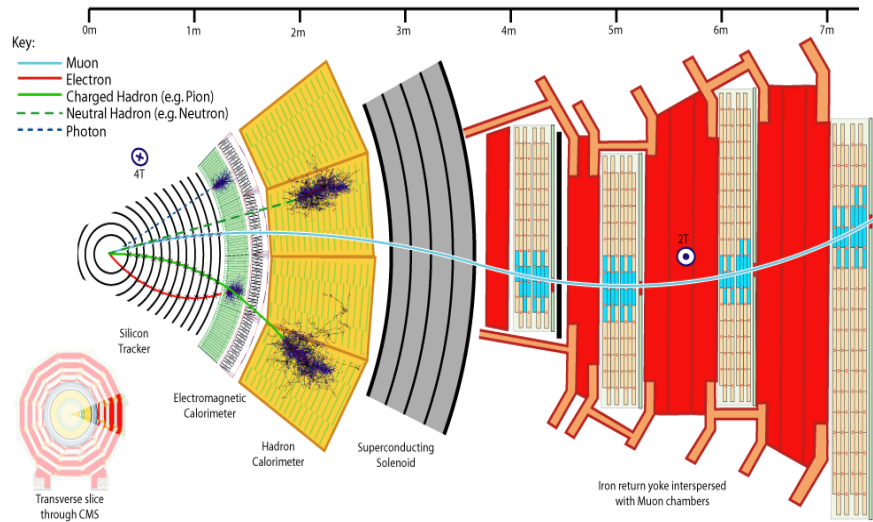 0m 1m 2m 3m 4m 5m 6m 7m
Key:
Muon
Electron
Charged Hadron (e.g. Pion)
Neutral Hadron (e.g. Neutron)
Photon
4T
2T
Silicon
Tracker
Electromagnetic
Calorimeter
Hadron
Calorimeter
Superconducting
Solenoid
Iron return yoke interspersed
with Muon chambers
Transverse slice
through CMS